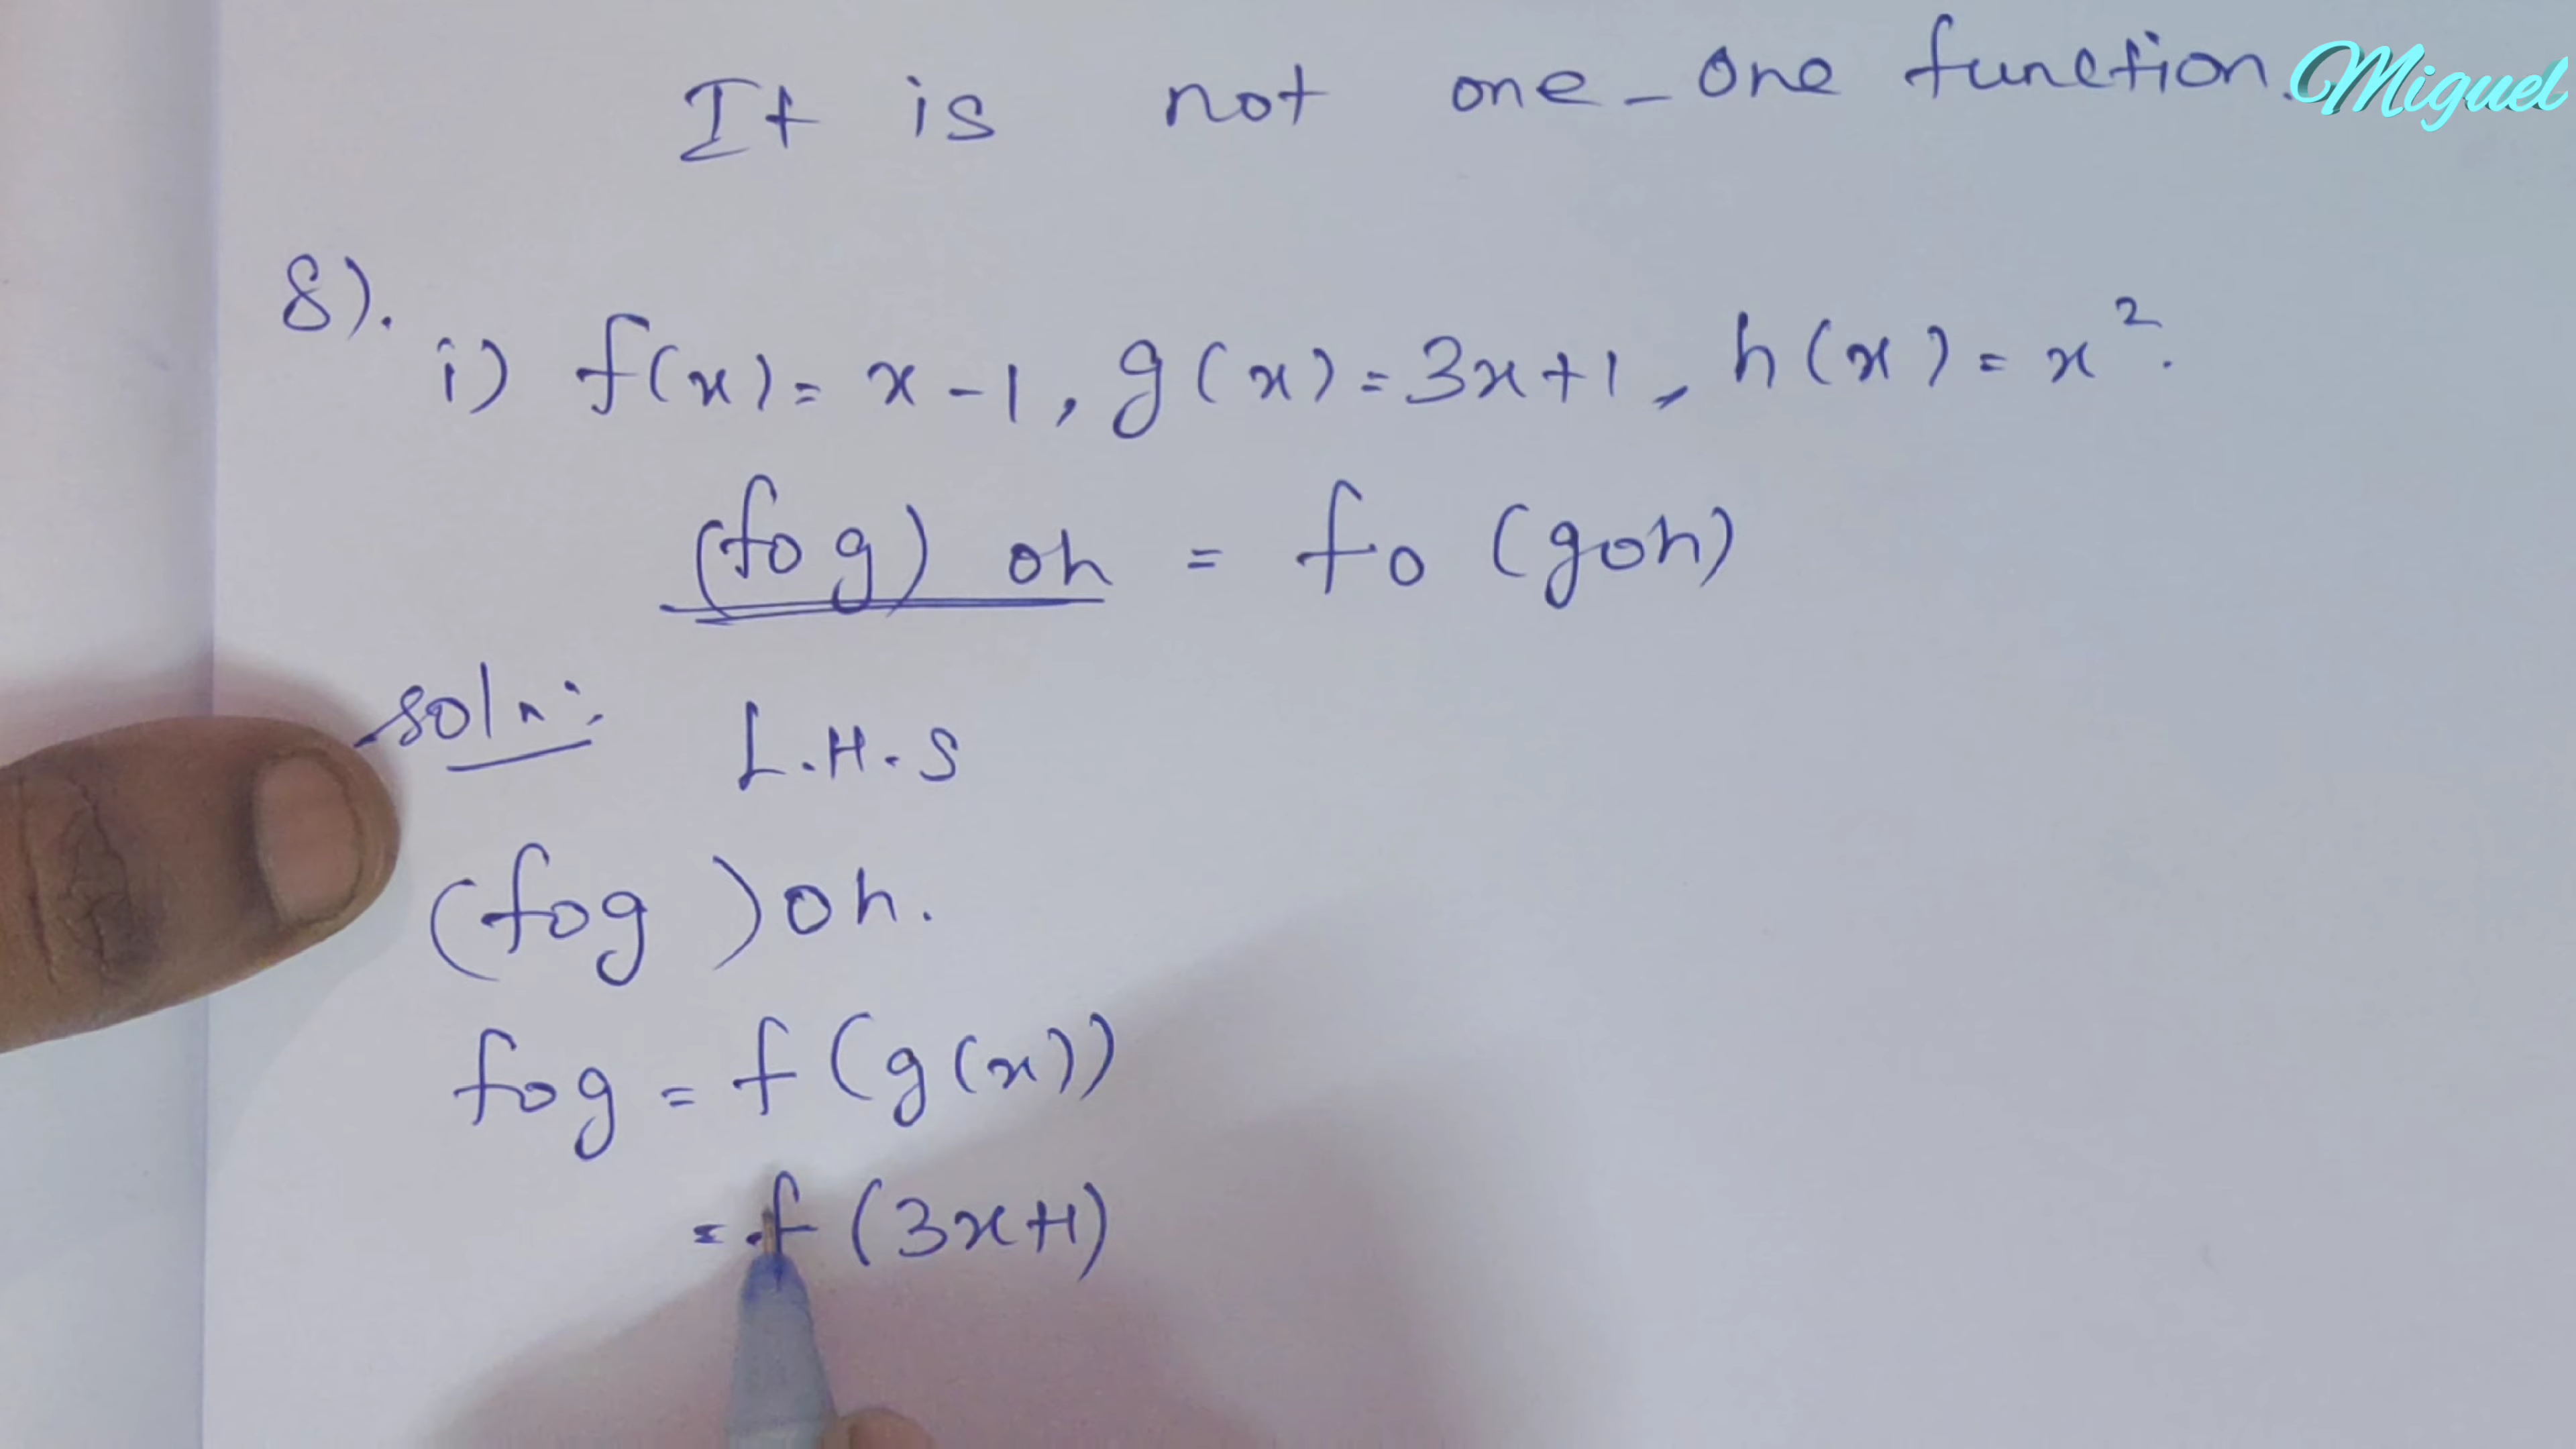 It is not one-one function.
Miguel
8).
i) f(x) = x-1, g(x) = 3x+1, h(x) = x².
(fog) oh = fo (goh)
soln:
L.H.S
(fog) oh.
fog = f(g(x))
= f(3x+1)